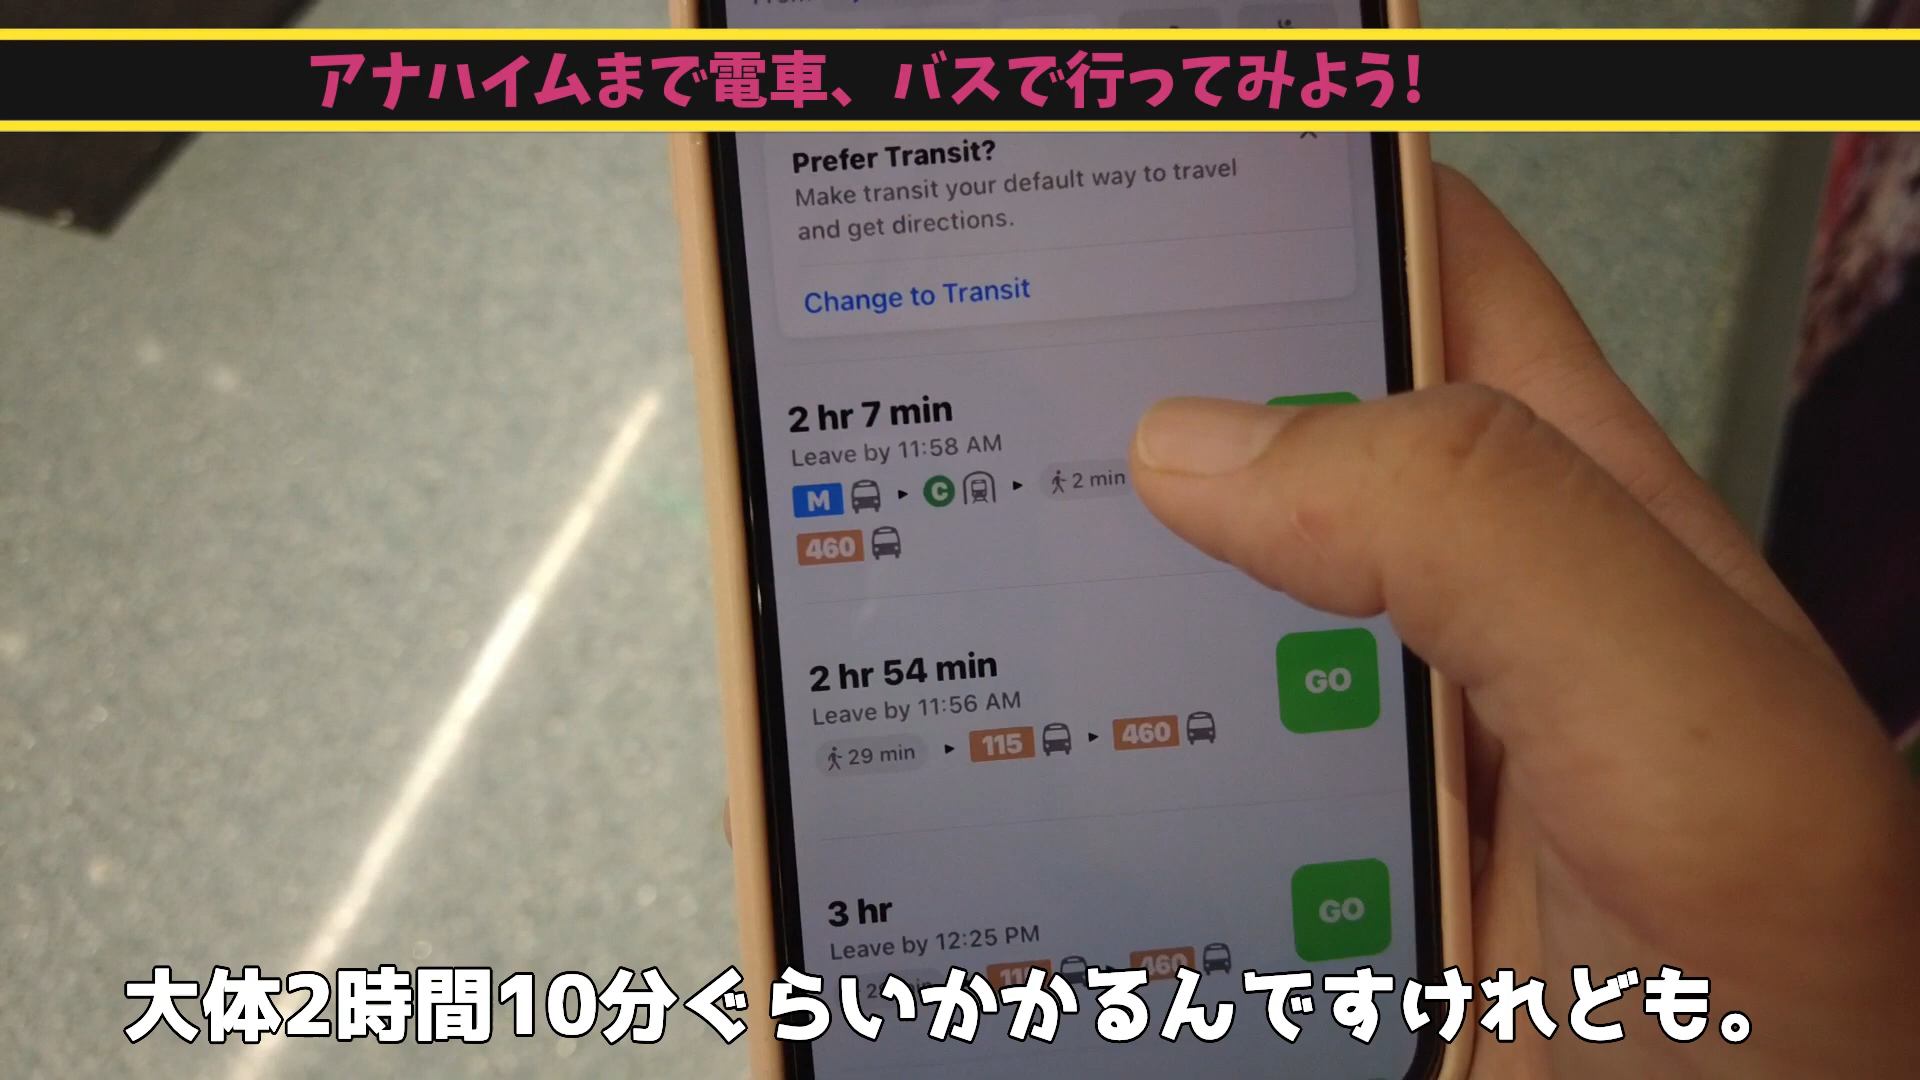 アナハイムまで電車、バスで行ってみよう!
Prefer Transit?
Make transit your default way to travel
and get directions.
Change to Transit
2 hr 7 min
Leave by 11:58 AM
M C 2 min
460
2 hr 54 min
Leave by 11:56 AM
GO
29 min 115 460
3 hr
Leave by 12:25 PM
GO
460
大体2時間10分ぐらいかかるんですけれども。